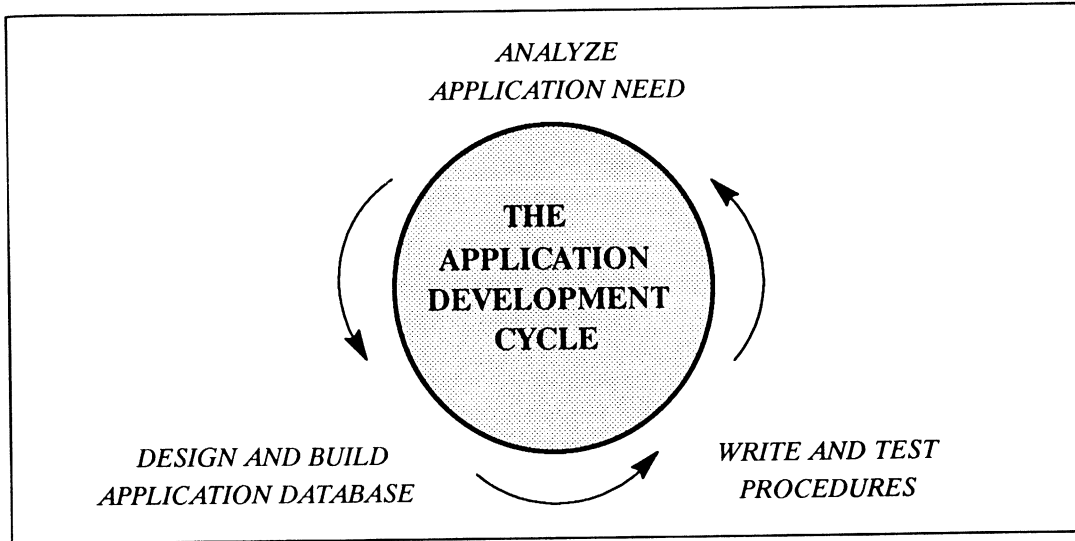 ANALYZE
APPLICATION NEED
THE
APPLICATION
DEVELOPMENT
CYCLE
DESIGN AND BUILD
APPLICATION DATABASE
WRITE AND TEST
PROCEDURES